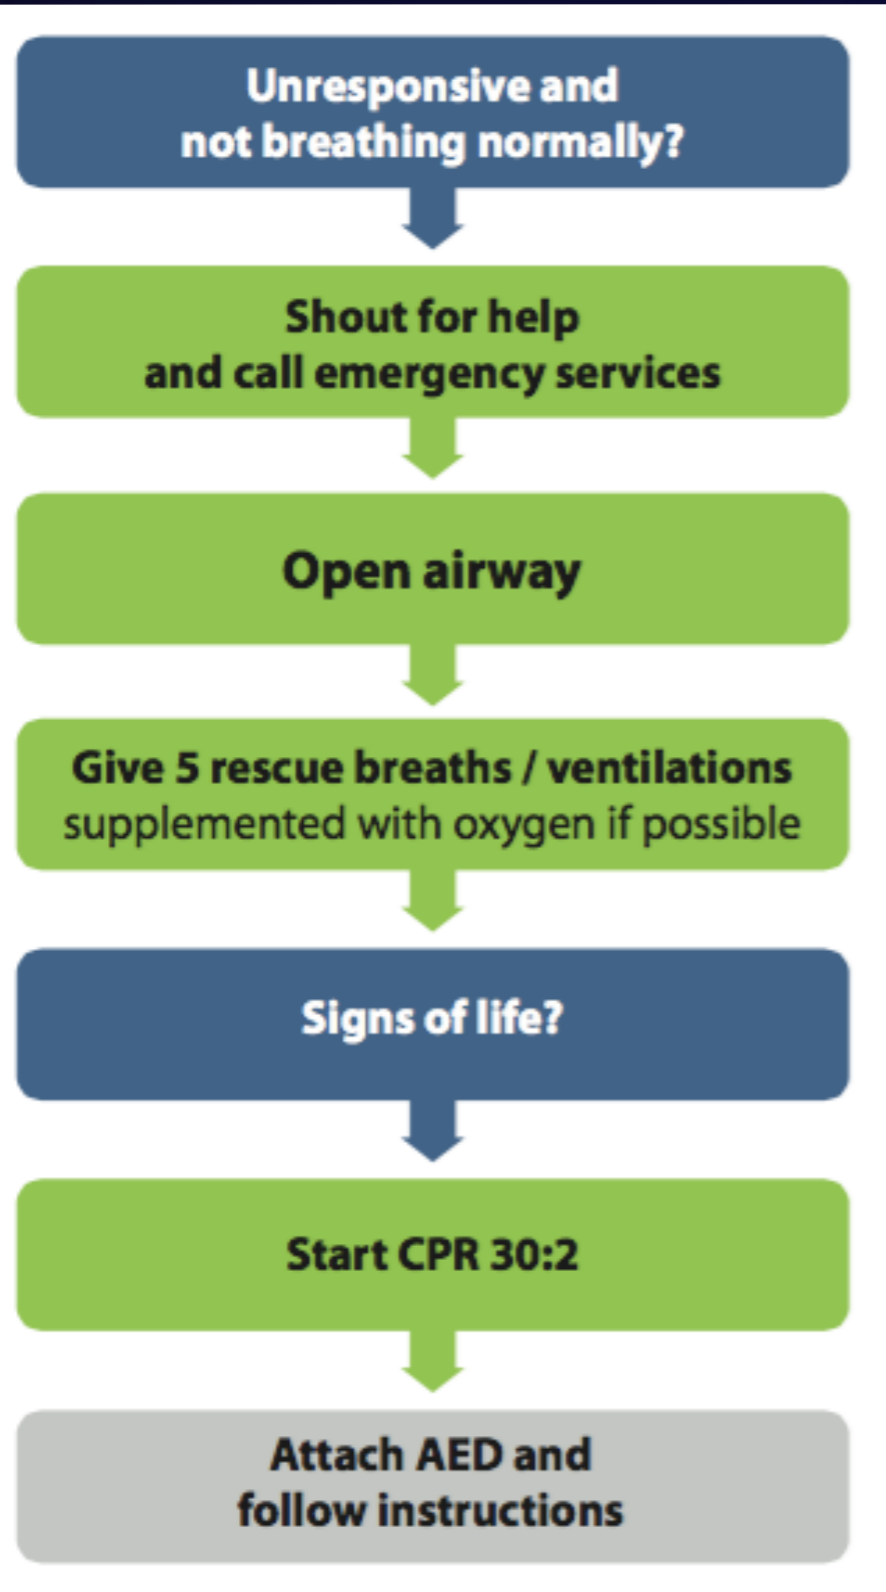 Unresponsive and
not breathing normally?
Shout for help
and call emergency services
Open airway
Give 5 rescue breaths / ventilations
supplemented with oxygen if possible
Signs of life?
Start CPR 30:2
Attach AED and
follow instructions